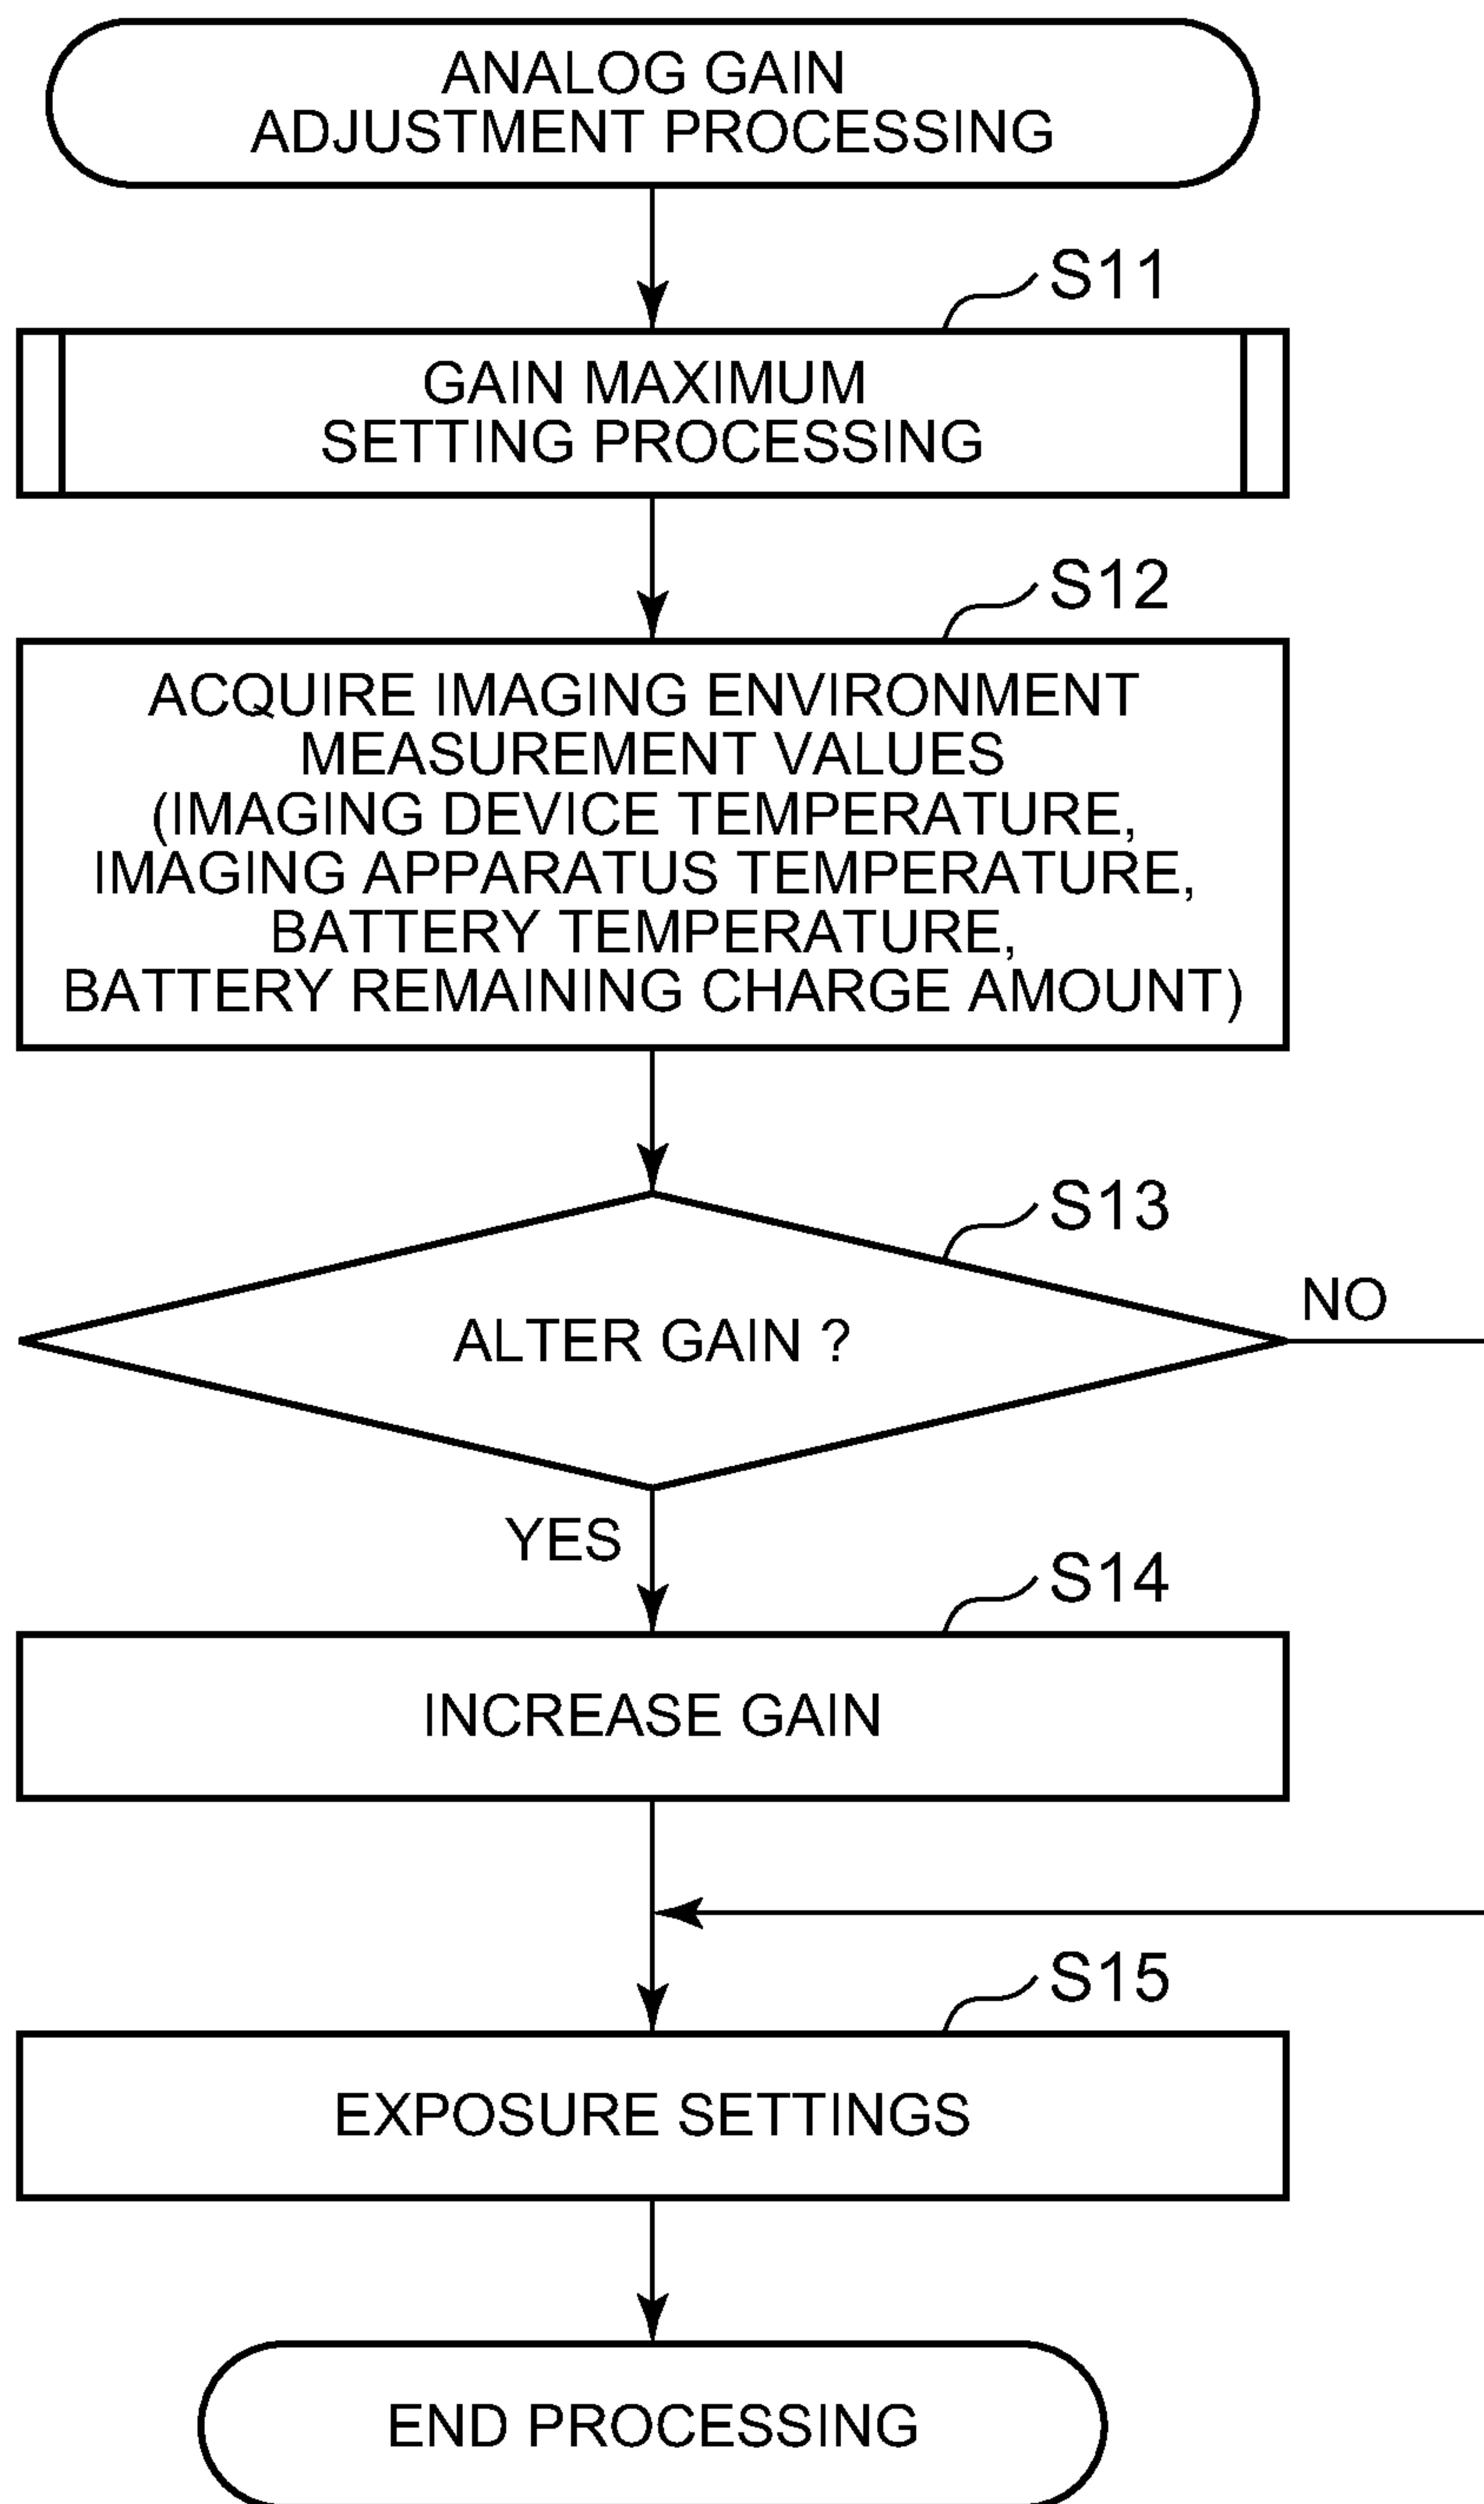 ANALOG GAIN
ADJUSTMENT PROCESSING
S11
GAIN MAXIMUM
SETTING PROCESSING
S12
ACQUIRE IMAGING ENVIRONMENT
MEASUREMENT VALUES
(IMAGING DEVICE TEMPERATURE,
IMAGING APPARATUS TEMPERATURE,
BATTERY TEMPERATURE,
BATTERY REMAINING CHARGE AMOUNT)
S13
NO
ALTER GAIN ?
YES
S14
INCREASE GAIN
S15
EXPOSURE SETTINGS
END PROCESSING